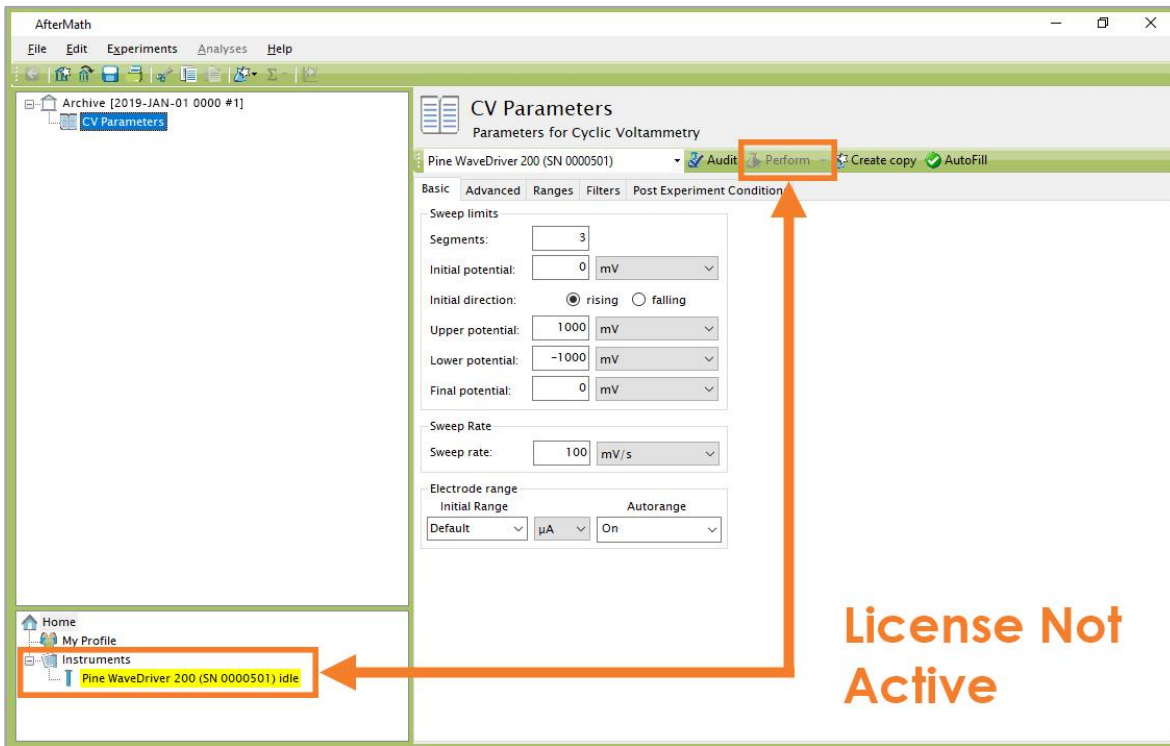 AfterMath
File Edit Experiments Analyses Help
Archive [2019-JAN-01 0000 #1]
CV Parameters
CV Parameters
Parameters for Cyclic Voltammetry
Pine WaveDriver 200 (SN 0000501) Audit Perform Create copy AutoFill
Basic Advanced Ranges Filters Post Experiment Condition
Sweep limits
Segments: 3
Initial potential: 0 mV
Initial direction: rising falling
Upper potential: 1000 mV
Lower potential: -1000 mV
Final potential: 0 mV
Sweep Rate
Sweep rate: 100 mV/s
Electrode range
Initial Range Autorange
Default µA On
Home
My Profile
Instruments
Pine WaveDriver 200 (SN 0000501) idle
License Not
Active